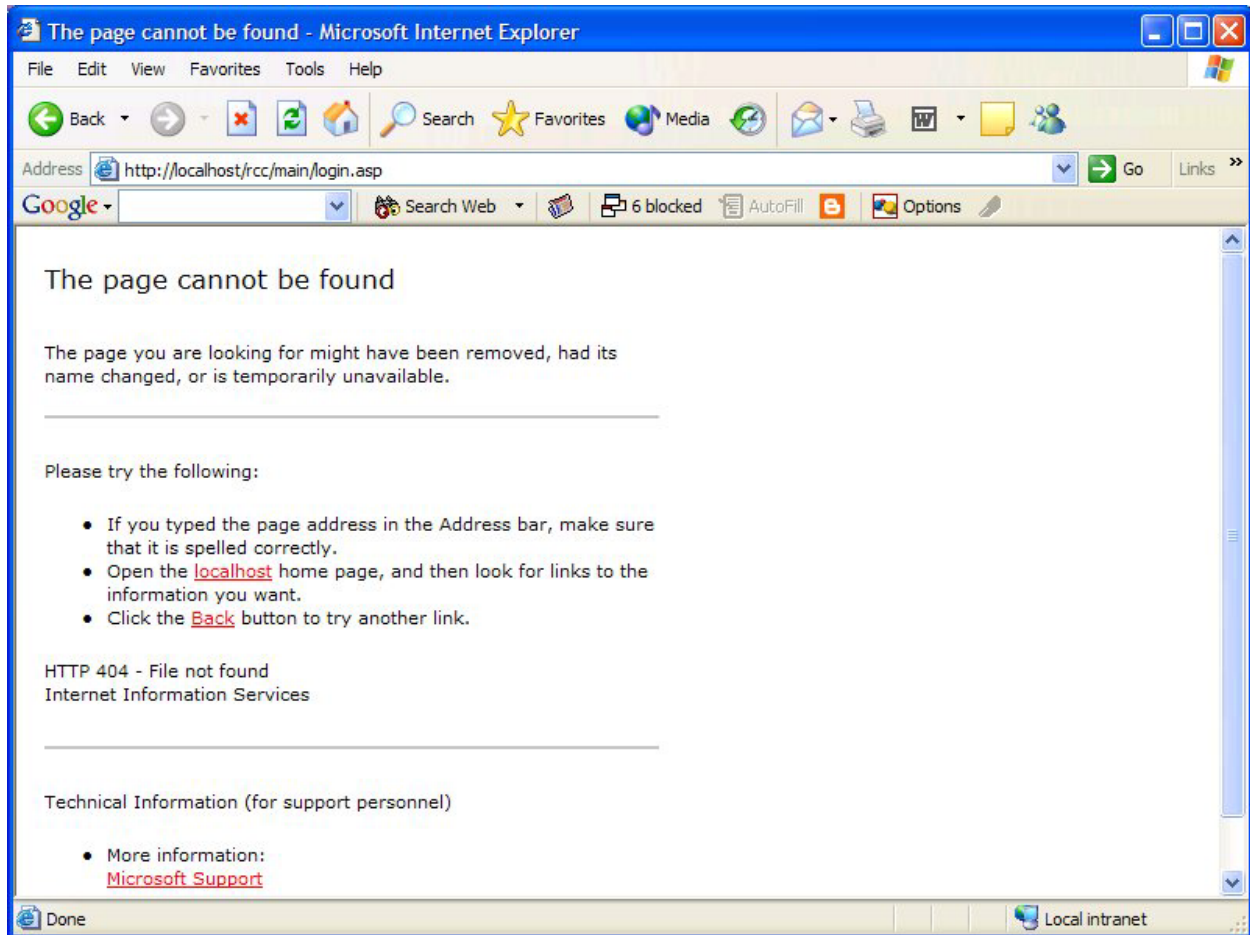 The page cannot be found - Microsoft Internet Explorer
File Edit View Favorites Tools Help
Back Search Favorites Media
Address http://localhost/rcc/main/login.asp Go Links »
Google Search Web 6 blocked AutoFill Options
The page cannot be found
The page you are looking for might have been removed, had its
name changed, or is temporarily unavailable.
Please try the following:
● If you typed the page address in the Address bar, make sure
that it is spelled correctly.
● Open the localhost home page, and then look for links to the
information you want.
● Click the Back button to try another link.
HTTP 404 - File not found
Internet Information Services
Technical Information (for support personnel)
● More information:
Microsoft Support
Done Local intranet